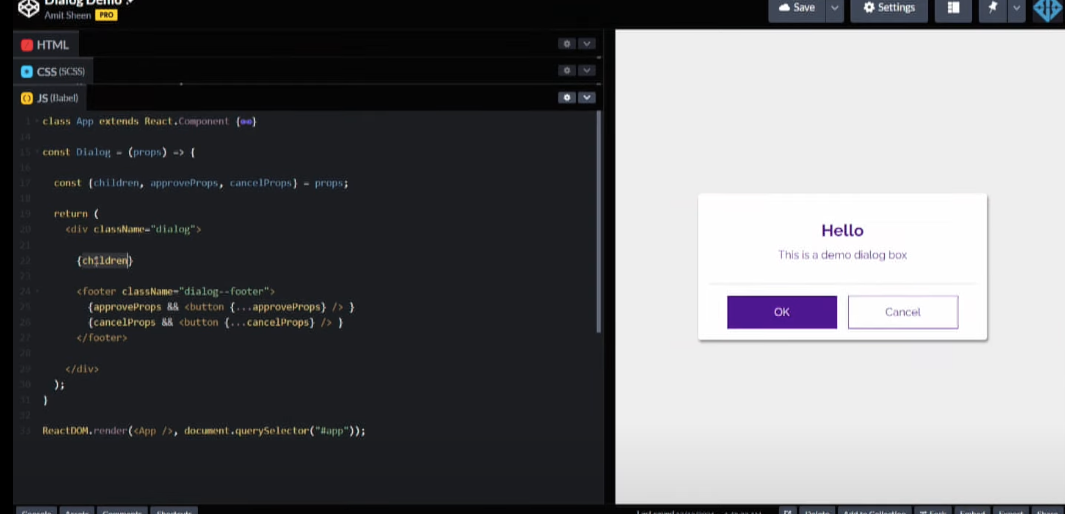 Dialog Demo
Amit Sheen PRO
Save
Settings
HTML
CSS (SCSS)
JS (Babel)
1 class App extends React.Component {
14
15 const Dialog = (props) => {
16
17 const {children, approveProps, cancelProps} = props;
18
19 return (
20 <div className="dialog">
21
22 {children}
23
24 <footer className="dialog--footer">
25 {approveProps && <button {...approveProps} /> }
26 {cancelProps && <button {...cancelProps} /> }
27 </footer>
28
29 </div>
30 );
31 }
32
33 ReactDOM.render(<App />, document.querySelector("#app"));
Hello
This is a demo dialog box
OK
Cancel
Console Assets Comments Shortcuts
Delete Add to Collection Fork Embed Export Share